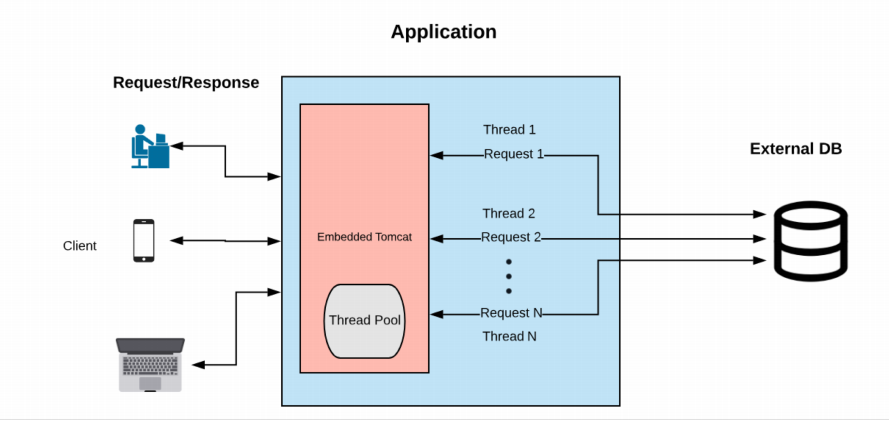 Application
Request/Response
Thread 1
Request 1
External DB
Thread 2
Client
Embedded Tomcat
Request 2
Request N
Thread Pool
Thread N